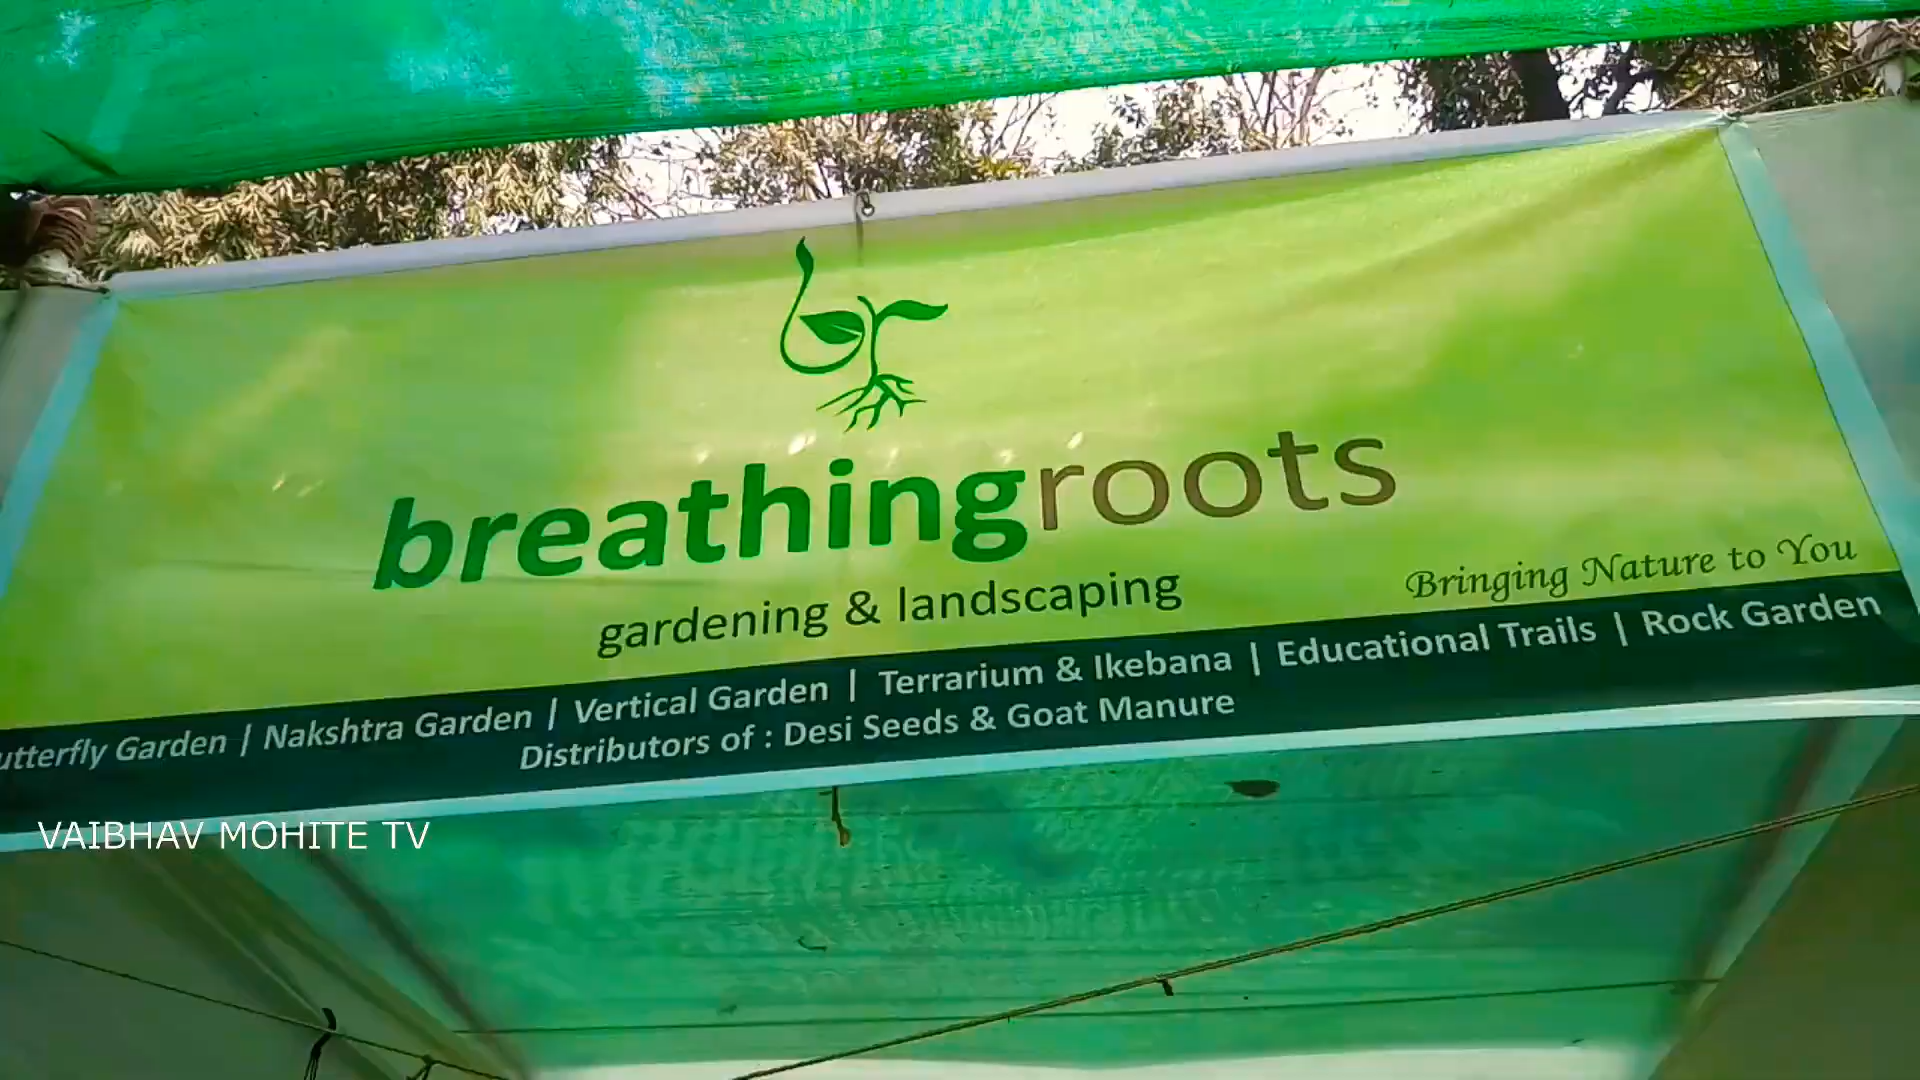 br
breathingroots
gardening & landscaping
Bringing Nature to You
Garden | Nakshtra Garden | Vertical Garden | Terrarium & Ikebana | Educational Trails | Rock Garden
Distributors of : Desi Seeds & Goat Manure
VAIBHAV MOHITE TV